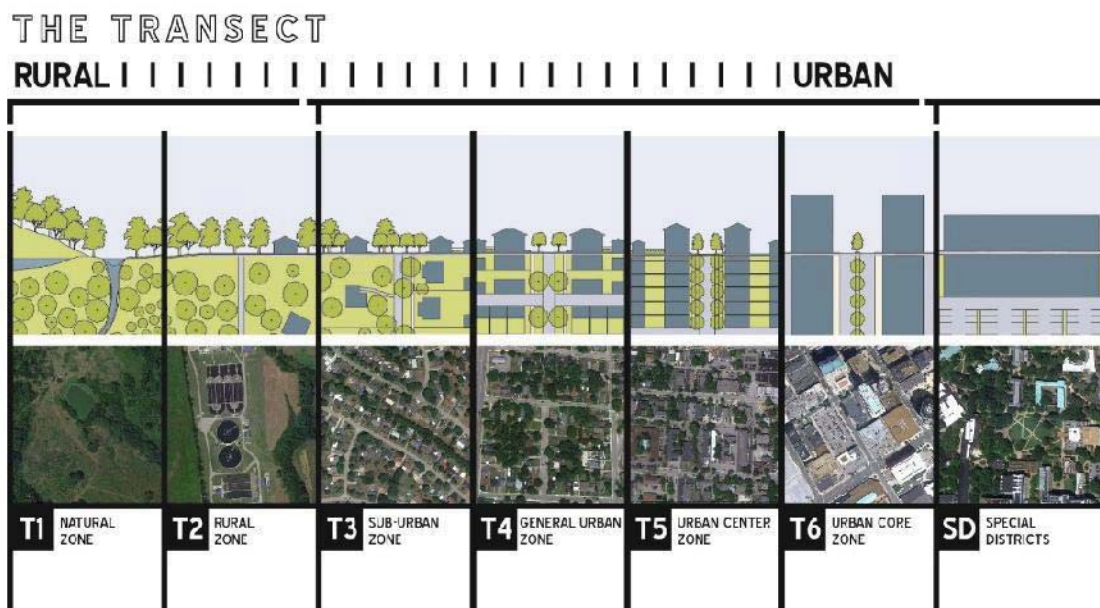 THE TRANSECT
RURAL URBAN
T1 NATURAL
ZONE
T2 RURAL
ZONE
T3 SUB-URBAN
ZONE
T4 GENERAL URBAN
ZONE
T5 URBAN CENTER
ZONE
T6 URBAN CORE
ZONE
SD SPECIAL
DISTRICTS